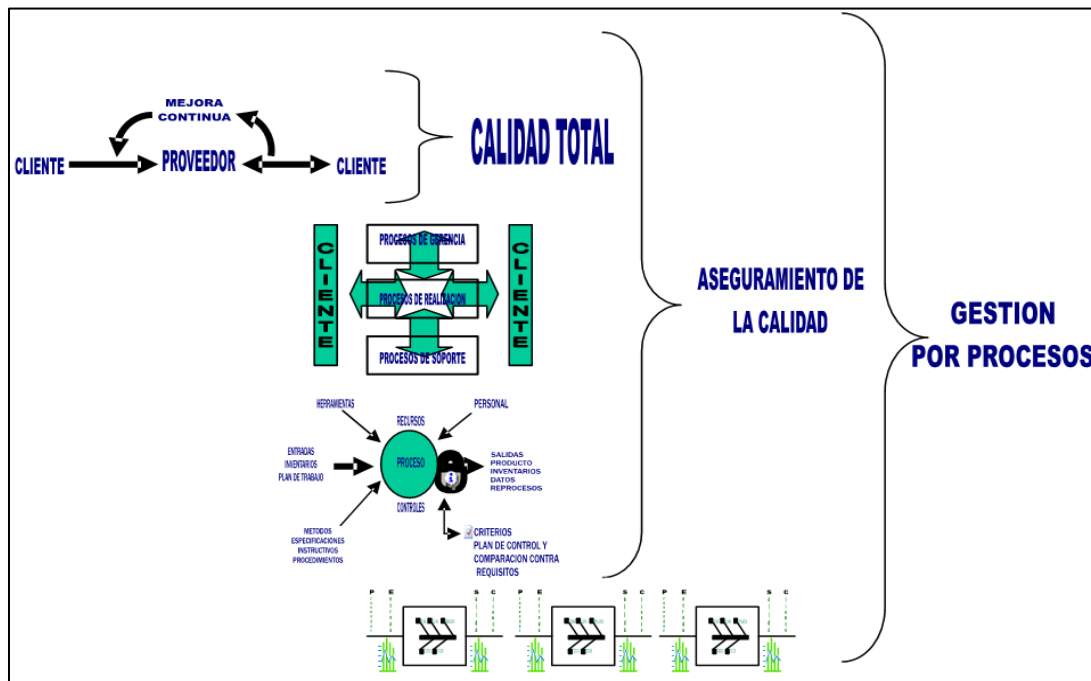 MEJORA
CONTINUA
CLIENTE
PROVEEDOR
CLIENTE
CALIDAD TOTAL
CLIENTE
PROCESOS DE GERENCIA
PROCESOS DE REALIZACION
PROCESOS DE SOPORTE
CLIENTE
ASEGURAMIENTO DE
LA CALIDAD
GESTION
POR PROCESOS
HERRAMIENTAS
RECURSOS
PERSONAL
ENTRADAS
INVENTARIOS
PLAN DE TRABAJO
PROCESO
SALIDAS
PRODUCTO
INVENTARIOS
DATOS
REPROCESOS
CONTROLES
METODOS
ESPECIFICACIONES
INSTRUCTIVOS
PROCEDIMIENTOS
CRITERIOS
PLAN DE CONTROL Y
COMPARACION CONTRA
REQUISITOS
P E S C P E S C P E S C